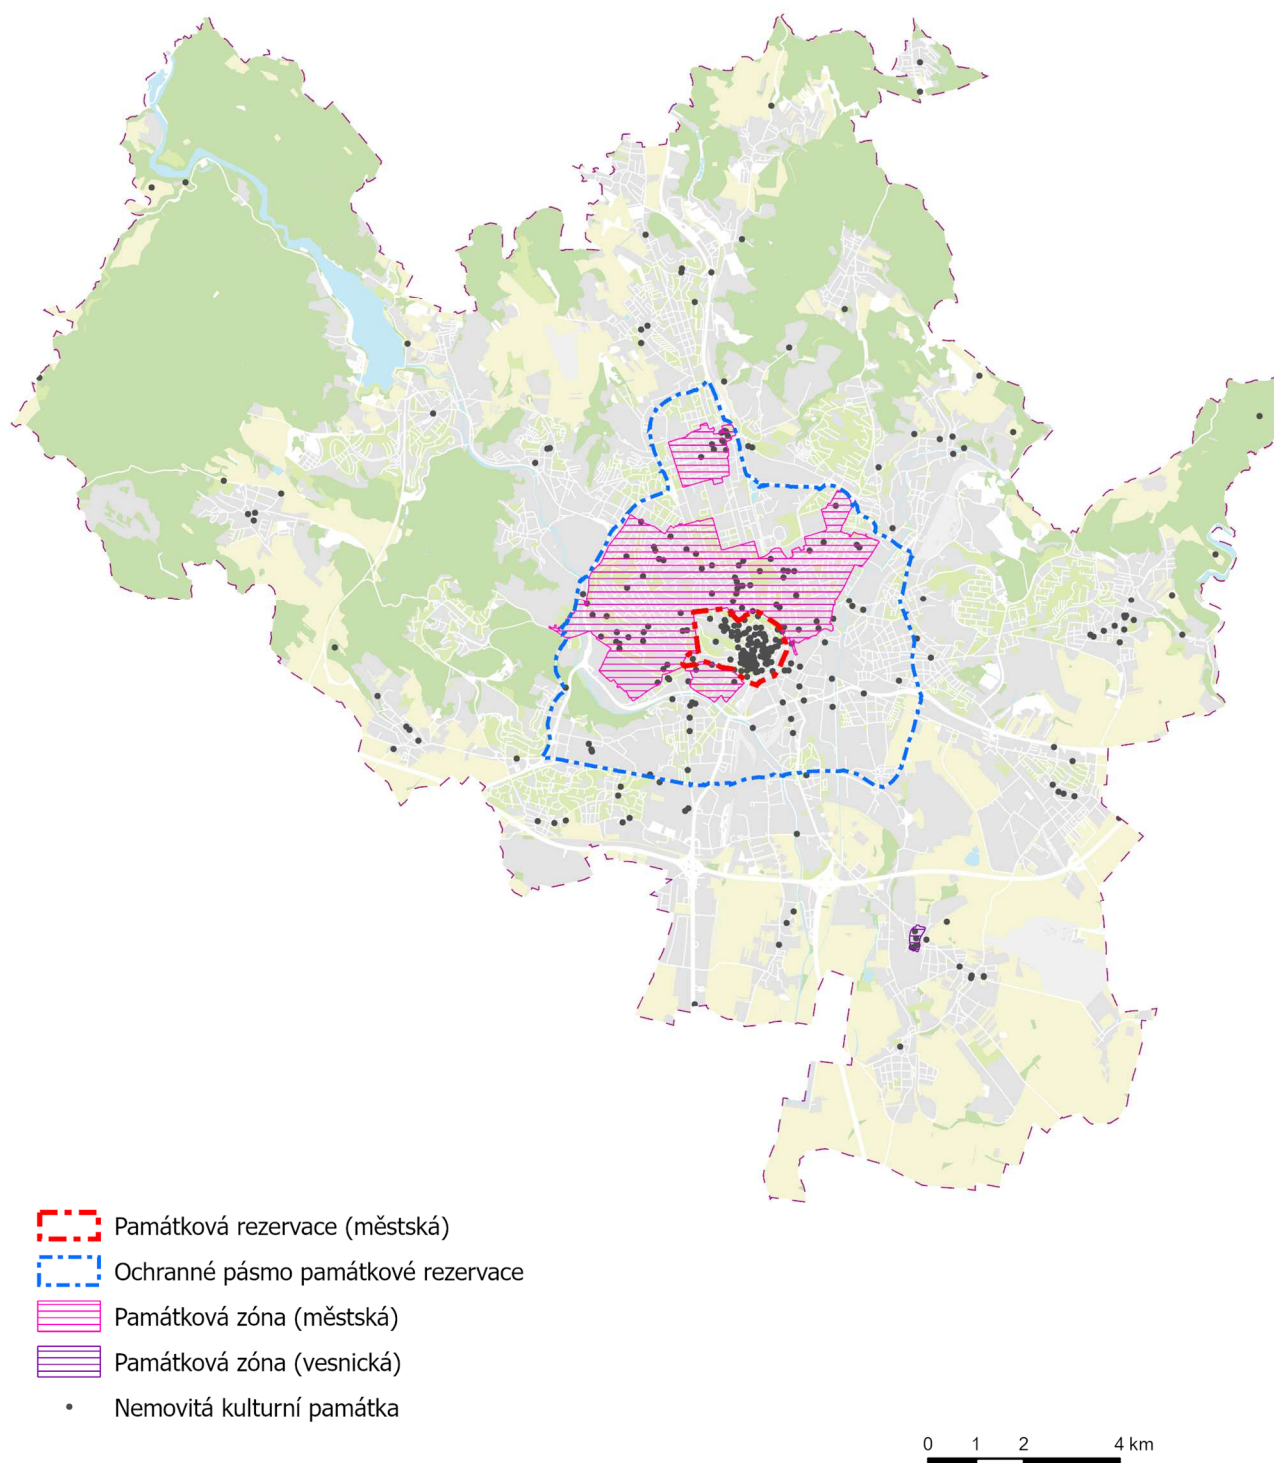 Památková rezervace (městská)
Ochranné pásmo památkové rezervace
Památková zóna (městská)
Památková zóna (vesnická)
Nemovitá kulturní památka
0 1 2 4 km